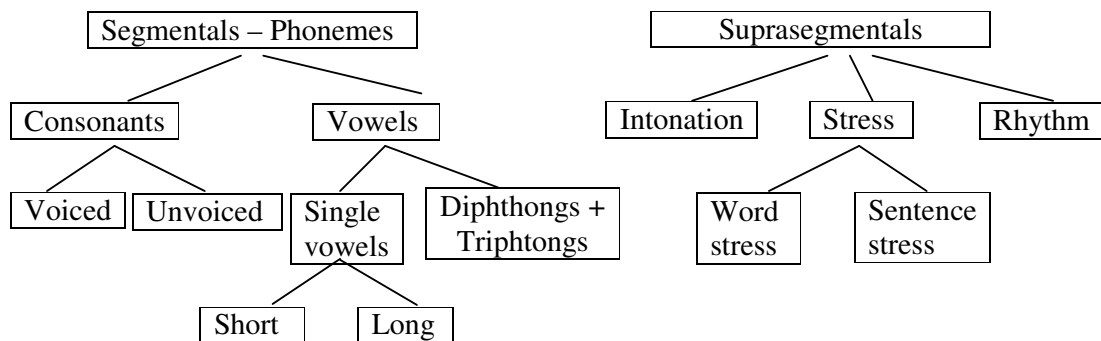 Segmentals – Phonemes
Suprasegmentals
Consonants
Vowels
Intonation
Stress
Rhythm
Voiced
Unvoiced
Single
vowels
Diphthongs +
Triphtongs
Word
stress
Sentence
stress
Short
Long